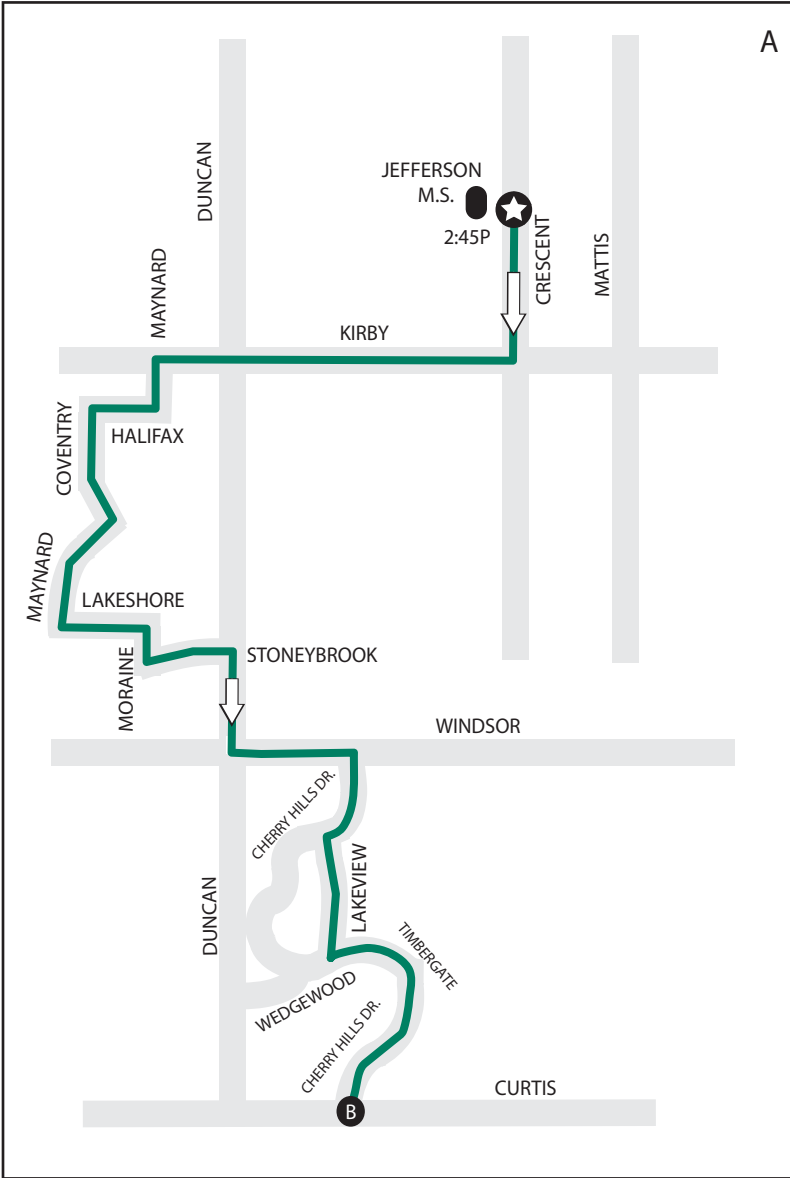 A
DUNCAN
JEFFERSON
M.S.
2:45P
CRESCENT
MATTIS
MAYNARD
KIRBY
COVENTRY
HALIFAX
MAYNARD
LAKESHORE
MORAINE
STONEYBROOK
WINDSOR
CHERRY HILLS DR.
LAKEVIEW
DUNCAN
TIMBERGATE
WEDGEWOOD
CHERRY HILLS DR.
CURTIS
B